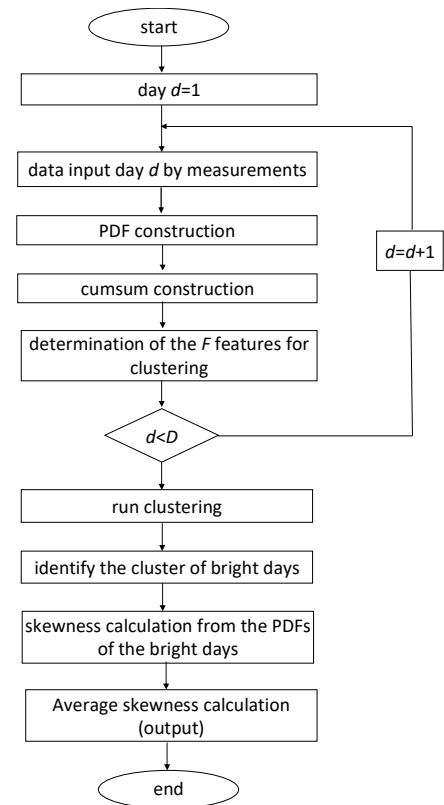 start
day d=1
data input day d by measurements
PDF construction
d=d+1
cumsum construction
determination of the F features for
clustering
d<D
run clustering
identify the cluster of bright days
skewness calculation from the PDFs
of the bright days
Average skewness calculation
(output)
end